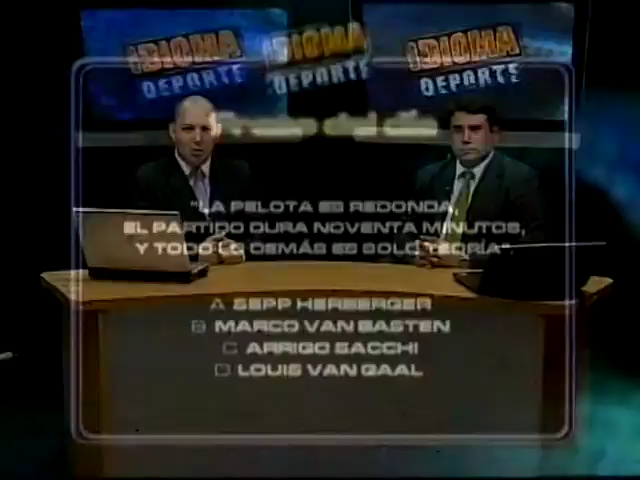 IDIOMA IDIOMA IDIOMA
DEPORTE DEPORTE DEPORTE
"LA PELOTA ES REDONDA,
EL PARTIDO DURA NOVENTA MINUTOS,
Y TODO LO DEMÁS ES SOLO TEORÍA"
A SEPP HERBERGER
B MARCO VAN BASTEN
C ARRIGO SACCHI
D LOUIS VAN GAAL